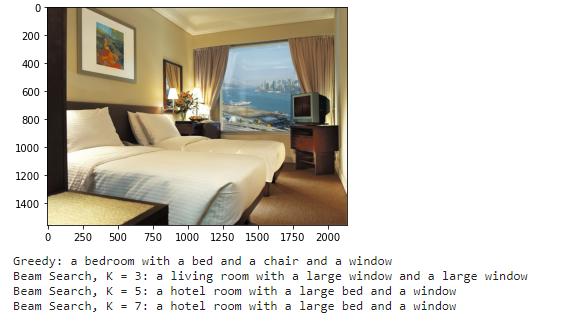 0
200
400
600
800
1000
1200
1400
0 250 500 750 1000 1250 1500 1750 2000
Greedy: a bedroom with a bed and a chair and a window
Beam Search, K = 3: a living room with a large window and a large window
Beam Search, K = 5: a hotel room with a large bed and a window
Beam Search, K = 7: a hotel room with a large bed and a window